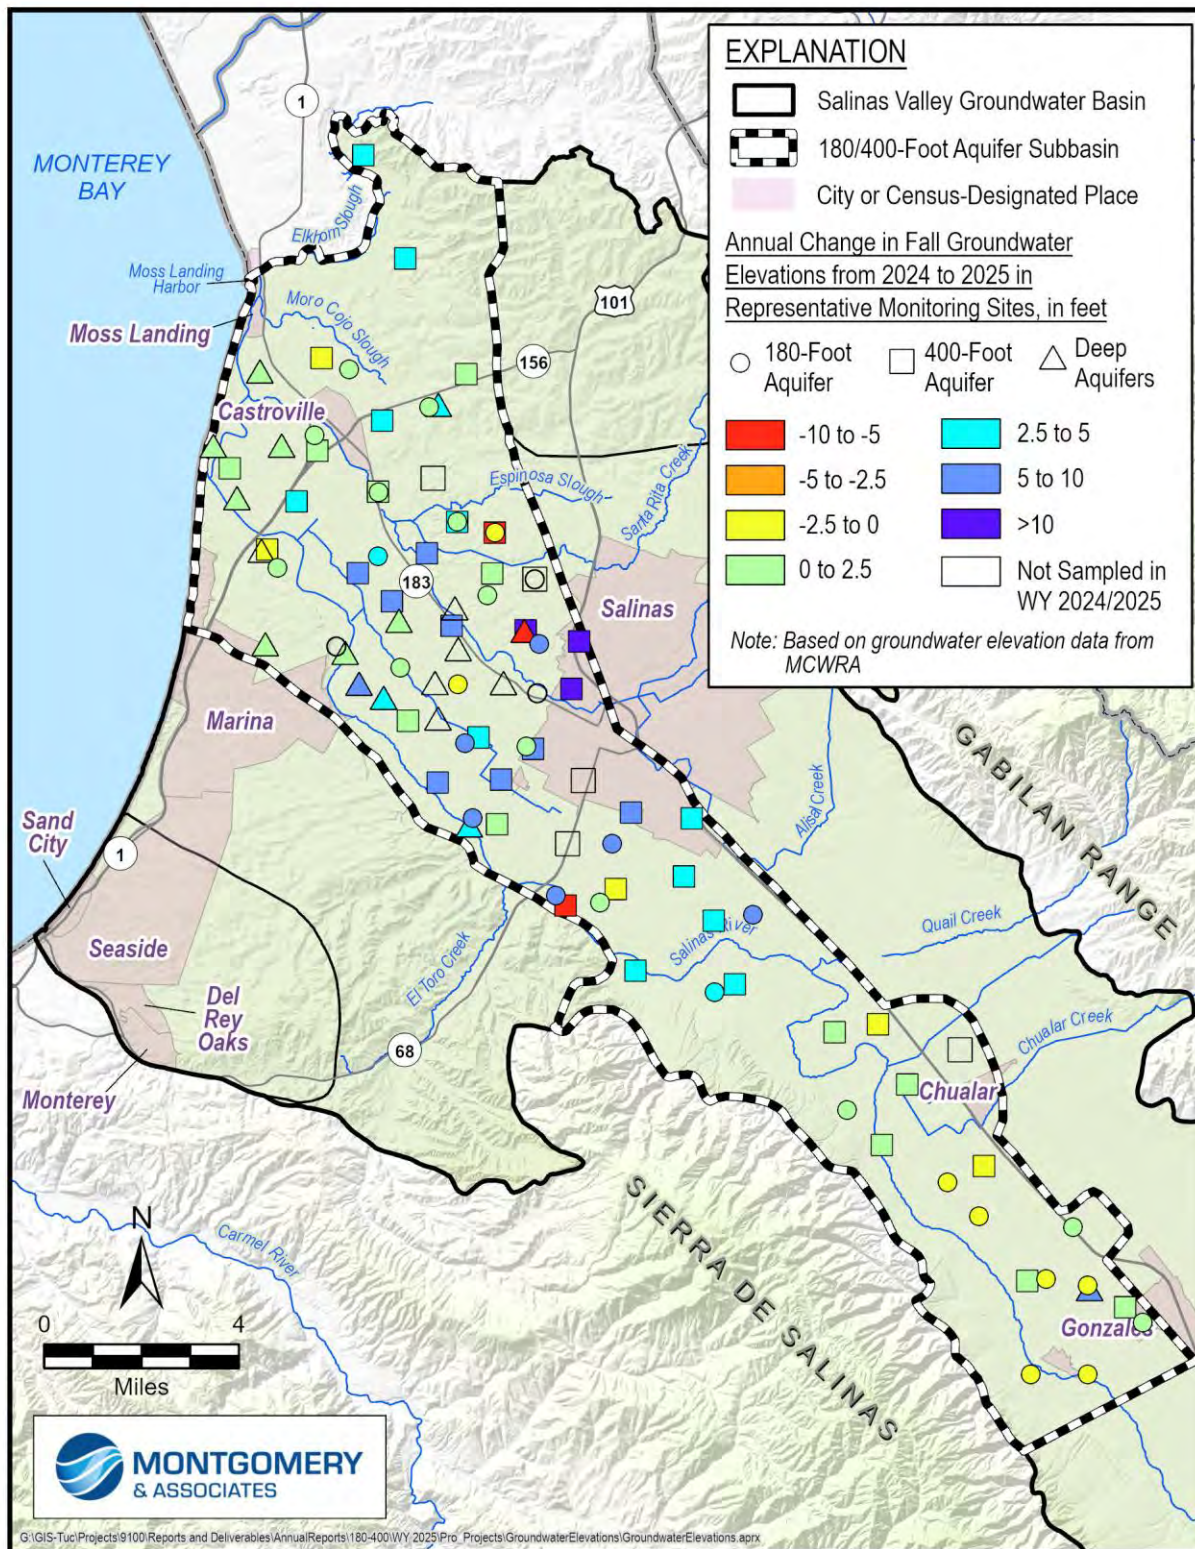 EXPLANATION
Salinas Valley Groundwater Basin
180/400-Foot Aquifer Subbasin
City or Census-Designated Place
Annual Change in Fall Groundwater
Elevations from 2024 to 2025 in
Representative Monitoring Sites, in feet
180-Foot
Aquifer
400-Foot
Aquifer
Deep
Aquifers
-10 to -5
-5 to -2.5
-2.5 to 0
0 to 2.5
2.5 to 5
5 to 10
>10
Not Sampled in
WY 2024/2025
Note: Based on groundwater elevation data from
MCWRA
1
MONTEREY
BAY
Elkhorn Slough
Moss Landing
Harbor
Moro Cojo Slough
Moss Landing
101
156
Castroville
Espinosa Slough
Santa Rita Creek
183
Salinas
Marina
GABILAN RANGE
Alisal Creek
Sand
City
1
Seaside
Quail Creek
Salinas River
El Toro Creek
Del
Rey
Oaks
68
Chualar Creek
Monterey
Chualar
SIERRA DE SALINAS
N
Carmel River
Gonzales
0
4
Miles
MONTGOMERY
& ASSOCIATES
G:\GIS-Tuc\Projects\9100\Reports and Deliverables\AnnualReports\180-400\WY 2025\Pro_Projects\GroundwaterElevations\GroundwaterElevations.aprx